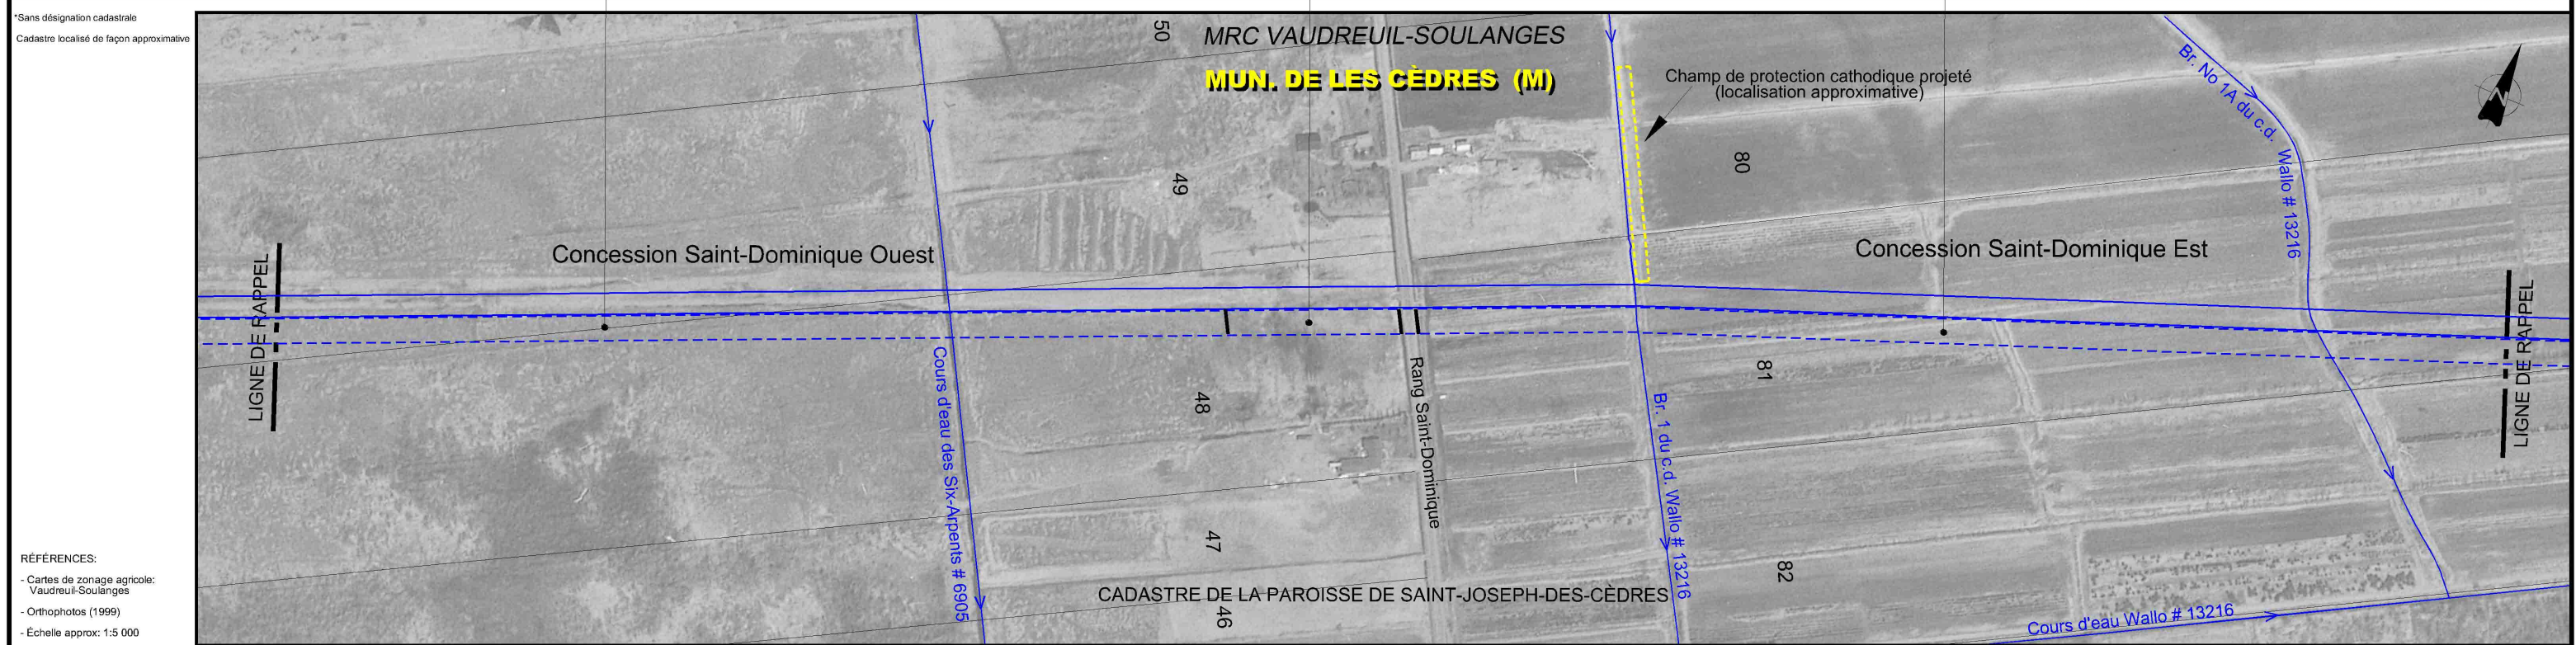 *Sans désignation cadastrale
Cadastre localisé de façon approximative
RÉFÉRENCES:
- Cartes de zonage agricole:
Vaudreuil-Soulanges
- Orthophotos (1999)
- Échelle approx: 1:5 000
MRC VAUDREUIL-SOULANGES
MUN. DE LES CÈDRES (M)
Champ de protection cathodique projeté
(localisation approximative)
50
49
80
Br. No 1A du c.d. Wallo # 13216
N
Concession Saint-Dominique Ouest
Concession Saint-Dominique Est
LIGNE DE RAPPEL
LIGNE DE RAPPEL
Cours d'eau des Six-Arpents # 6905
48
Rang Saint-Dominique
Br. 1 du c.d. Wallo # 13216
81
47
82
CADASTRE DE LA PAROISSE DE SAINT-JOSEPH-DES-CÈDRES
46
Cours d'eau Wallo # 13216